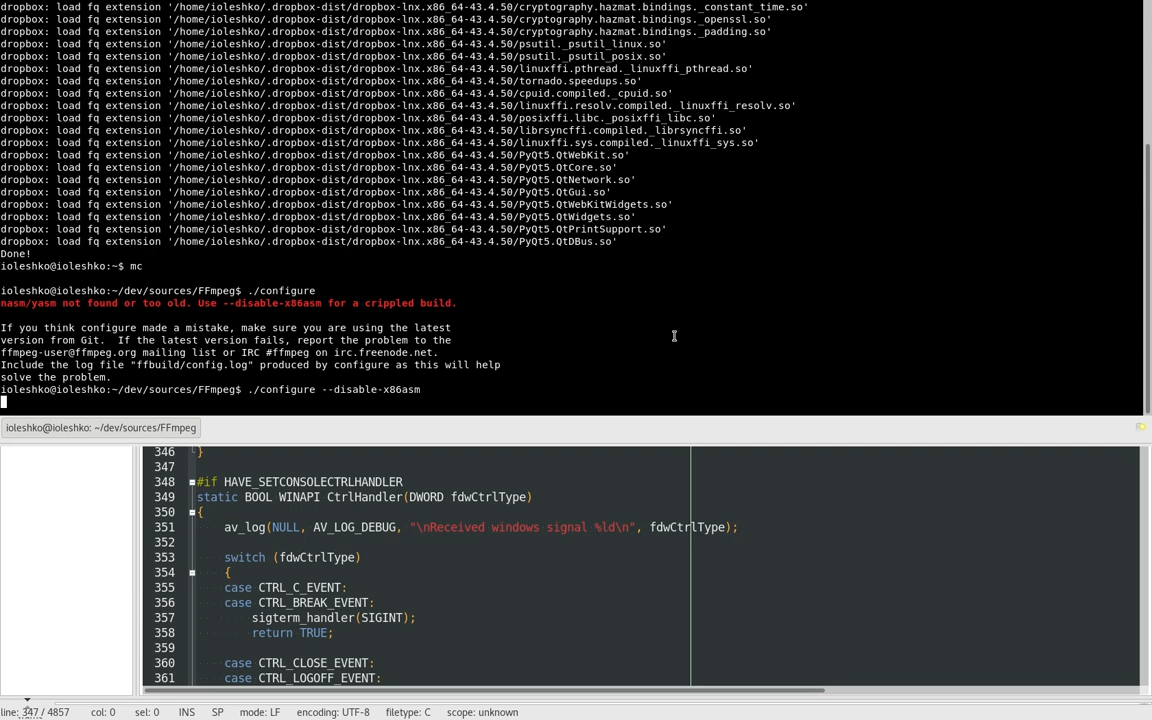 dropbox: load fq extension '/home/ioleshko/.dropbox-dist/dropbox-lnx.x86_64-43.4.50/cryptography.hazmat.bindings._constant_time.so'
dropbox: load fq extension '/home/ioleshko/.dropbox-dist/dropbox-lnx.x86_64-43.4.50/cryptography.hazmat.bindings._openssl.so'
dropbox: load fq extension '/home/ioleshko/.dropbox-dist/dropbox-lnx.x86_64-43.4.50/cryptography.hazmat.bindings._padding.so'
dropbox: load fq extension '/home/ioleshko/.dropbox-dist/dropbox-lnx.x86_64-43.4.50/psutil._psutil_linux.so'
dropbox: load fq extension '/home/ioleshko/.dropbox-dist/dropbox-lnx.x86_64-43.4.50/psutil._psutil_posix.so'
dropbox: load fq extension '/home/ioleshko/.dropbox-dist/dropbox-lnx.x86_64-43.4.50/linuxffi.pthread._linuxffi_pthread.so'
dropbox: load fq extension '/home/ioleshko/.dropbox-dist/dropbox-lnx.x86_64-43.4.50/tornado.speedups.so'
dropbox: load fq extension '/home/ioleshko/.dropbox-dist/dropbox-lnx.x86_64-43.4.50/cpuid.compiled._cpuid.so'
dropbox: load fq extension '/home/ioleshko/.dropbox-dist/dropbox-lnx.x86_64-43.4.50/linuxffi.resolv.compiled._linuxffi_resolv.so'
dropbox: load fq extension '/home/ioleshko/.dropbox-dist/dropbox-lnx.x86_64-43.4.50/posixffi.libc._posixffi_libc.so'
dropbox: load fq extension '/home/ioleshko/.dropbox-dist/dropbox-lnx.x86_64-43.4.50/librsyncffi.compiled._librsyncffi.so'
dropbox: load fq extension '/home/ioleshko/.dropbox-dist/dropbox-lnx.x86_64-43.4.50/linuxffi.sys.compiled._linuxffi_sys.so'
dropbox: load fq extension '/home/ioleshko/.dropbox-dist/dropbox-lnx.x86_64-43.4.50/PyQt5.QtWebKit.so'
dropbox: load fq extension '/home/ioleshko/.dropbox-dist/dropbox-lnx.x86_64-43.4.50/PyQt5.QtCore.so'
dropbox: load fq extension '/home/ioleshko/.dropbox-dist/dropbox-lnx.x86_64-43.4.50/PyQt5.QtNetwork.so'
dropbox: load fq extension '/home/ioleshko/.dropbox-dist/dropbox-lnx.x86_64-43.4.50/PyQt5.QtGui.so'
dropbox: load fq extension '/home/ioleshko/.dropbox-dist/dropbox-lnx.x86_64-43.4.50/PyQt5.QtWebKitWidgets.so'
dropbox: load fq extension '/home/ioleshko/.dropbox-dist/dropbox-lnx.x86_64-43.4.50/PyQt5.QtWidgets.so'
dropbox: load fq extension '/home/ioleshko/.dropbox-dist/dropbox-lnx.x86_64-43.4.50/PyQt5.QtPrintSupport.so'
dropbox: load fq extension '/home/ioleshko/.dropbox-dist/dropbox-lnx.x86_64-43.4.50/PyQt5.QtDBus.so'
Done!
ioleshko@ioleshko:~$ mc
ioleshko@ioleshko:~/dev/sources/FFmpeg$ ./configure
nasm/yasm not found or too old. Use --disable-x86asm for a crippled build.
If you think configure made a mistake, make sure you are using the latest
version from Git.  If the latest version fails, report the problem to the
ffmpeg-user@ffmpeg.org mailing list or IRC #ffmpeg on irc.freenode.net.
Include the log file "ffbuild/config.log" produced by configure as this will help
solve the problem.
ioleshko@ioleshko:~/dev/sources/FFmpeg$ ./configure --disable-x86asm
ioleshko@ioleshko: ~/dev/sources/FFmpeg
346 }
347
348 #if HAVE_SETCONSOLECTRLHANDLER
349 static BOOL WINAPI CtrlHandler(DWORD fdwCtrlType)
350 {
351 av_log(NULL, AV_LOG_DEBUG, "\nReceived windows signal %ld\n", fdwCtrlType);
352
353 switch (fdwCtrlType)
354 {
355 case CTRL_C_EVENT:
356 case CTRL_BREAK_EVENT:
357 sigterm_handler(SIGINT);
358 return TRUE;
359
360 case CTRL_CLOSE_EVENT:
361 case CTRL_LOGOFF_EVENT:
line: 347 / 4857 col: 0 sel: 0 INS SP mode: LF encoding: UTF-8 filetype: C scope: unknown